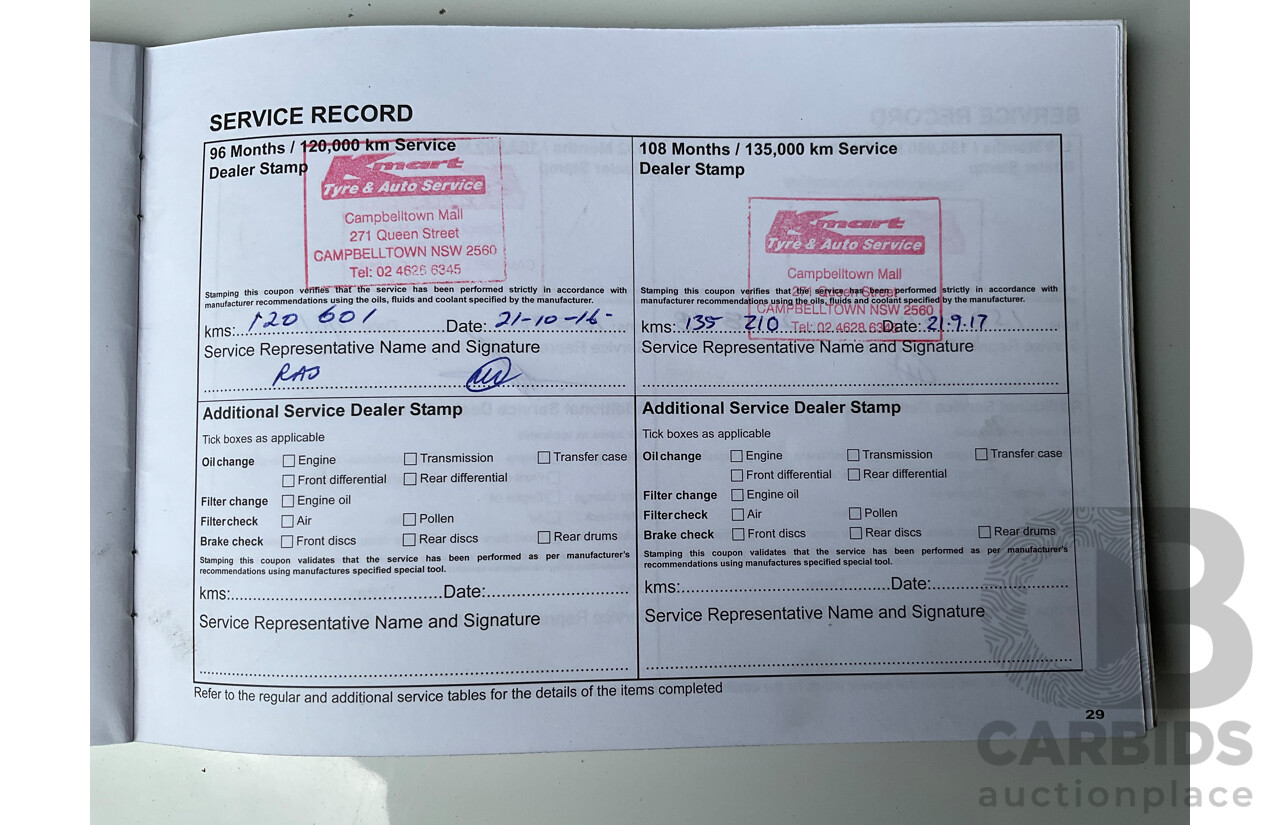 SERVICE RECORD
96 Months / 120,000 km Service
Dealer Stamp
Kmart
Tyre & Auto Service
Campbelltown Mall
271 Queen Street
CAMPBELLTOWN NSW 2560
Tel: 02 4626 6345
Stamping this coupon verifies that the service has been performed strictly in accordance with
manufacturer recommendations using the oils, fluids and coolant specified by the manufacturer.
kms: 120 601 Date: 21-10-16-
Service Representative Name and Signature
RAJ
Additional Service Dealer Stamp
Tick boxes as applicable
Oil change Engine Transmission Transfer case
Front differential Rear differential
Filter change Engine oil
Filter check Air Pollen
Brake check Front discs Rear discs Rear drums
Stamping this coupon validates that the service has been performed as per manufacturer's
recommendations using manufactures specified special tool.
kms: Date:
Service Representative Name and Signature
108 Months / 135,000 km Service
Dealer Stamp
Kmart
Tyre & Auto Service
Campbelltown Mall
271 Queen Street
CAMPBELLTOWN NSW 2560
Stamping this coupon verifies that the service has been performed strictly in accordance with
manufacturer recommendations using the oils, fluids and coolant specified by the manufacturer.
Tel: 02 4628
kms: 135 210 Date: 21.9.17
Service Representative Name and Signature
Additional Service Dealer Stamp
Tick boxes as applicable
Oil change Engine Transmission Transfer case
Front differential Rear differential
Filter change Engine oil
Filter check Air Pollen
Brake check Front discs Rear discs Rear drums
Stamping this coupon validates that the service has been performed as per manufacturer's
recommendations using manufactures specified special tool.
kms: Date:
Service Representative Name and Signature
Refer to the regular and additional service tables for the details of the items completed
29
CARBIDS
auctionplace